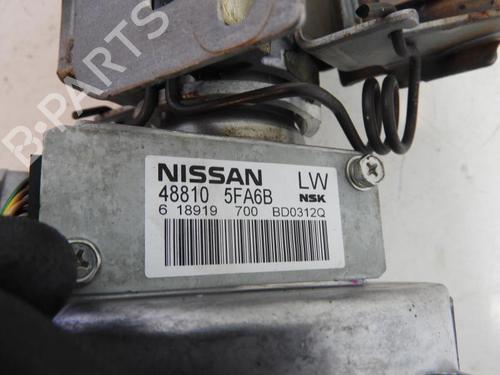 B-PARTS
NISSAN LW
48810 5FA6B NSK
6 18919 700 BD0312Q